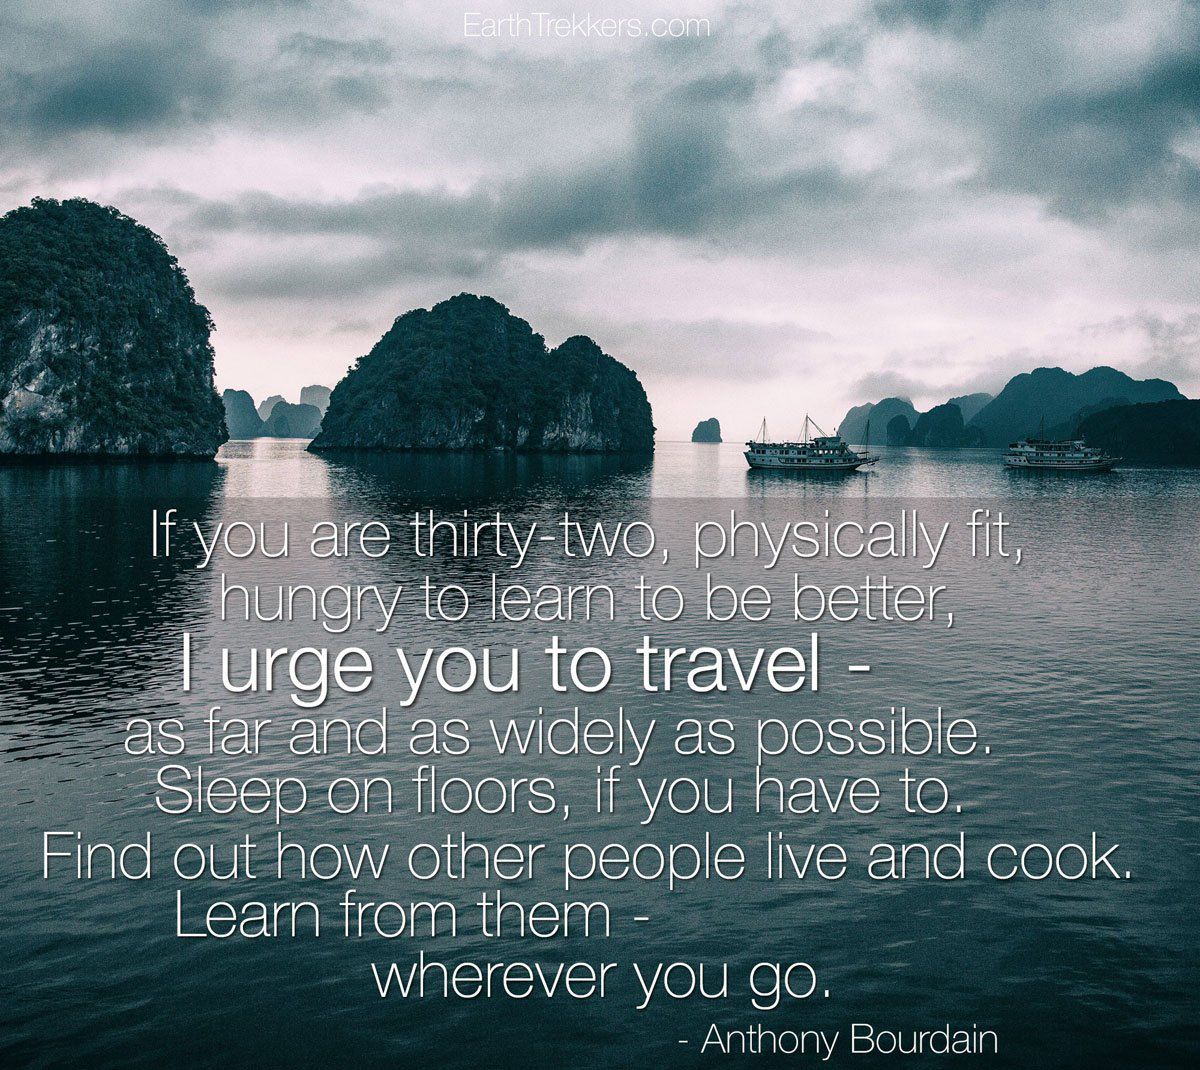 EarthTrekkers.com
If you are thirty-two, physically fit,
hungry to learn to be better,
I urge you to travel -
as far and as widely as possible.
Sleep on floors, if you have to.
Find out how other people live and cook.
Learn from them -
wherever you go.
- Anthony Bourdain